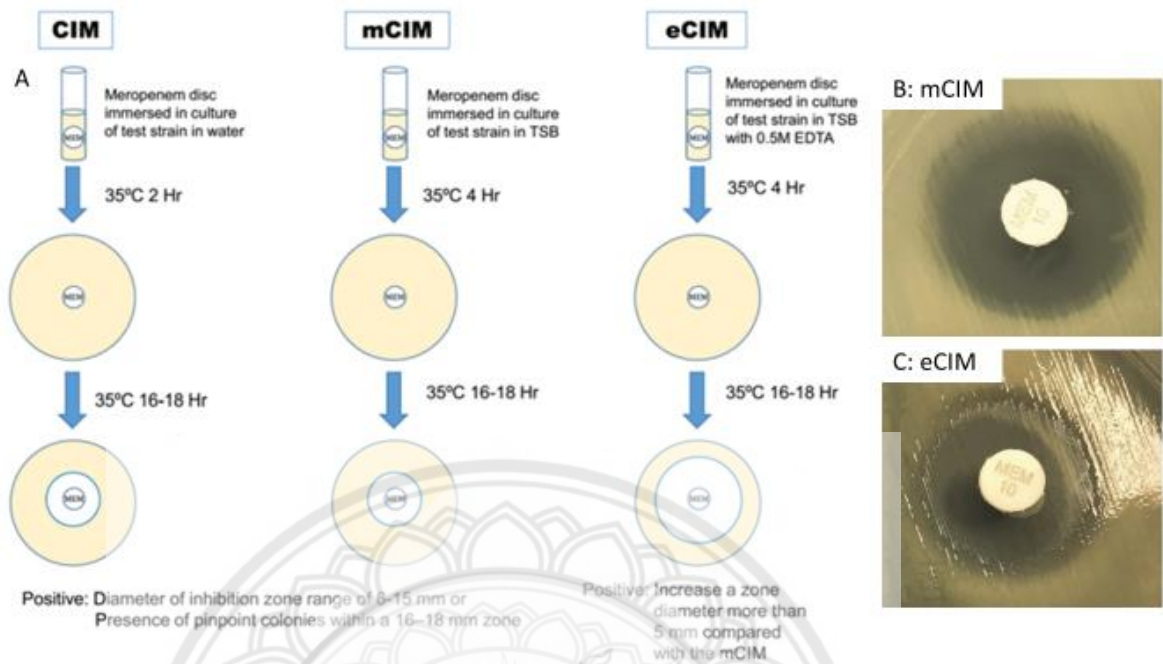 CIM
mCIM
eCIM
A
Meropenem disc
immersed in culture
of test strain in water
MEM
35ºC 2 Hr
MEM
35ºC 16-18 Hr
MEM
Meropenem disc
immersed in culture
of test strain in TSB
MEM
35ºC 4 Hr
MEM
35ºC 16-18 Hr
MEM
Meropenem disc
immersed in culture
of test strain in TSB
with 0.5M EDTA
MEM
35ºC 4 Hr
MEM
35ºC 16-18 Hr
MEM
Positive: Diameter of inhibition zone range of 6-15 mm or
Presence of pinpoint colonies within a 16–18 mm zone
Positive: Increase a zone
diameter more than
5 mm compared
with the mCIM
B: mCIM
MEM
10
C: eCIM
MEM
10